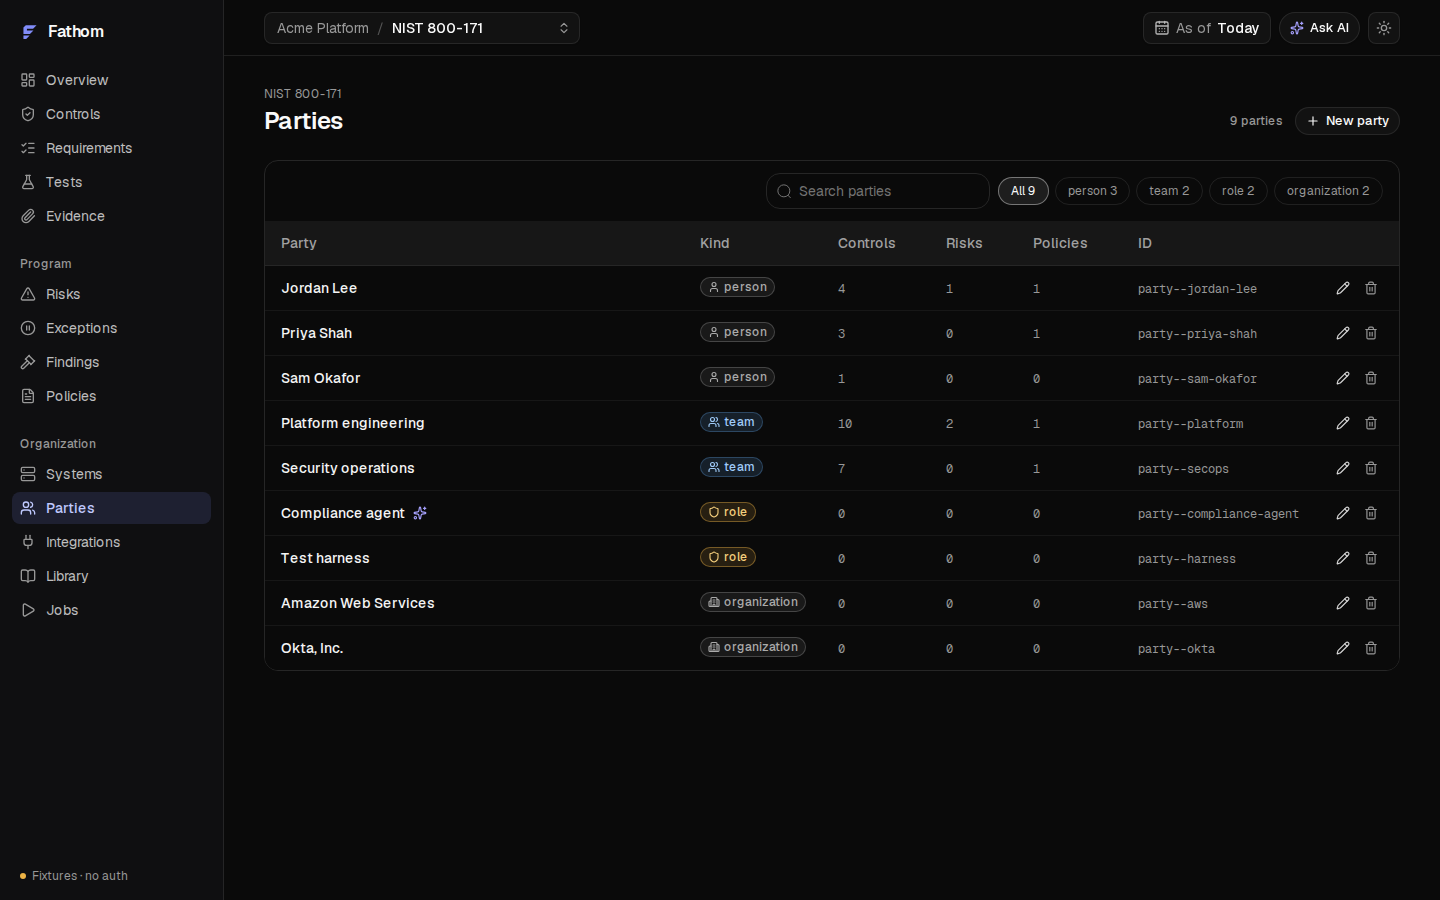 Fathom
Acme Platform / NIST 800-171
As of Today
Ask AI
Overview
Controls
Requirements
Tests
Evidence
Program
Risks
Exceptions
Findings
Policies
Organization
Systems
Parties
Integrations
Library
Jobs
Fixtures · no auth
NIST 800-171
Parties
9 parties
New party
Search parties
All 9
person 3
team 2
role 2
organization 2
Party Kind Controls Risks Policies ID
Jordan Lee person 4 1 1 party--jordan-lee
Priya Shah person 3 0 1 party--priya-shah
Sam Okafor person 1 0 0 party--sam-okafor
Platform engineering team 10 2 1 party--platform
Security operations team 7 0 1 party--secops
Compliance agent role 0 0 0 party--compliance-agent
Test harness role 0 0 0 party--harness
Amazon Web Services organization 0 0 0 party--aws
Okta, Inc. organization 0 0 0 party--okta